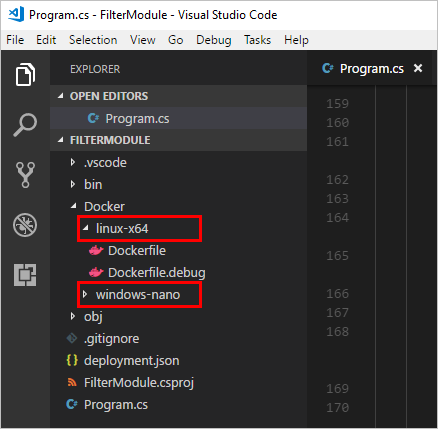 Program.cs - FilterModule - Visual Studio Code
File Edit Selection View Go Debug Tasks Help
EXPLORER
OPEN EDITORS
C# Program.cs
FILTERMODULE
.vscode
bin
Docker
linux-x64
Dockerfile
Dockerfile.debug
windows-nano
obj
.gitignore
{} deployment.json
FilterModule.csproj
C# Program.cs
C# Program.cs ×
159
160
161
162
163
164
165
166
167
168
169
170